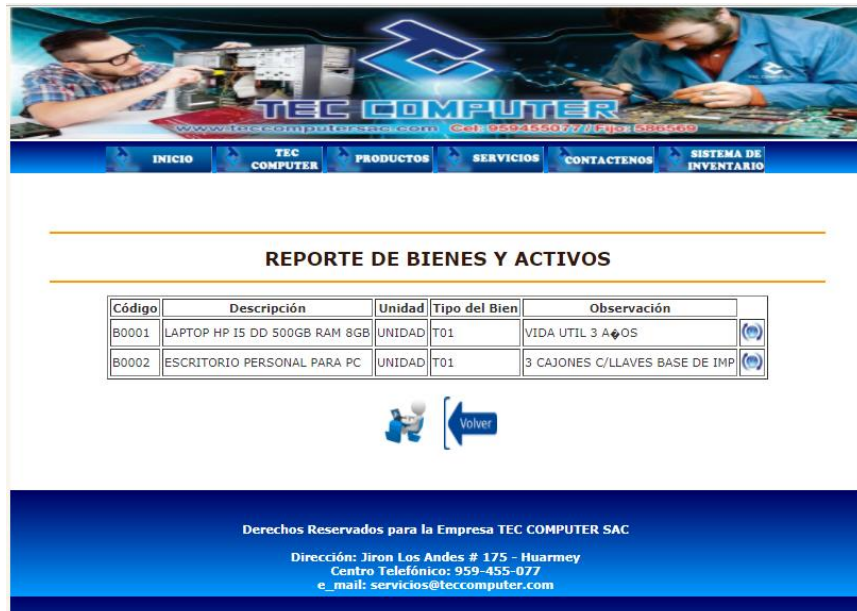 TEC COMPUTER
www.teccomputersac.com Cel: 959455077 / Fijo: 586569
INICIO
TEC COMPUTER
PRODUCTOS
SERVICIOS
CONTACTENOS
SISTEMA DE INVENTARIO
REPORTE DE BIENES Y ACTIVOS
Código Descripción Unidad Tipo del Bien Observación
B0001 LAPTOP HP I5 DD 500GB RAM 8GB UNIDAD T01 VIDA UTIL 3 A�OS
B0002 ESCRITORIO PERSONAL PARA PC UNIDAD T01 3 CAJONES C/LLAVES BASE DE IMP
Volver
Derechos Reservados para la Empresa TEC COMPUTER SAC
Dirección: Jiron Los Andes # 175 - Huarmey
Centro Telefónico: 959-455-077
e_mail: servicios@teccomputer.com